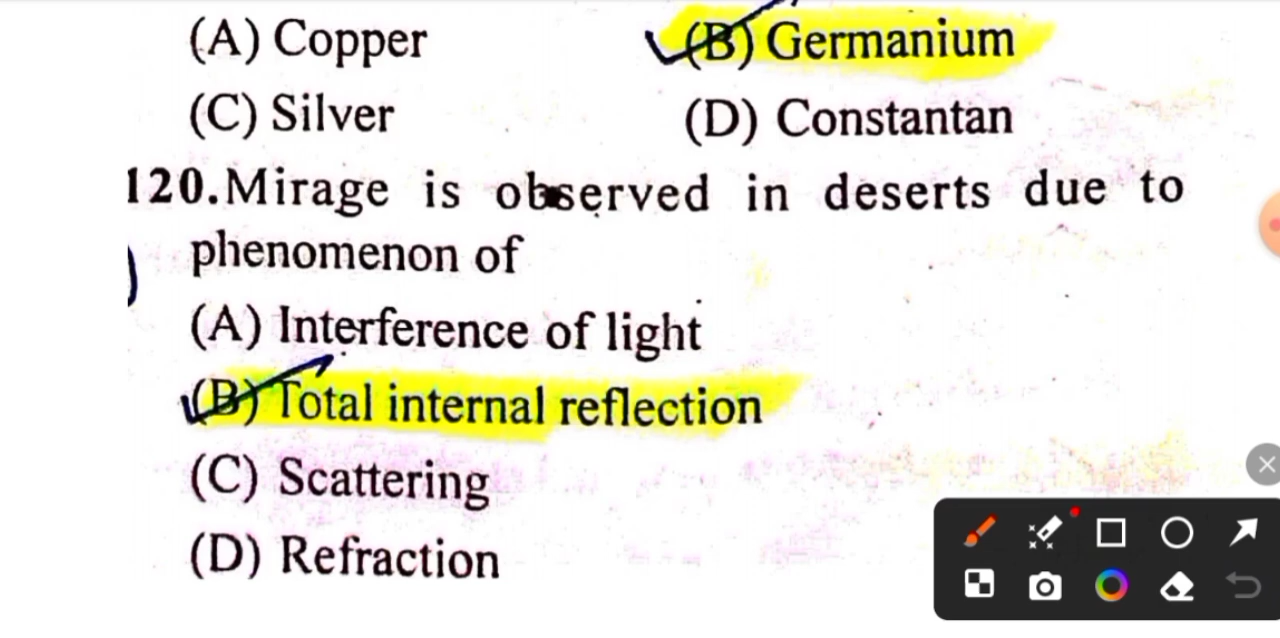 (A) Copper (B) Germanium
(C) Silver (D) Constantan
120.Mirage is observed in deserts due to
phenomenon of
(A) Interference of light
(B) Total internal reflection
(C) Scattering
(D) Refraction